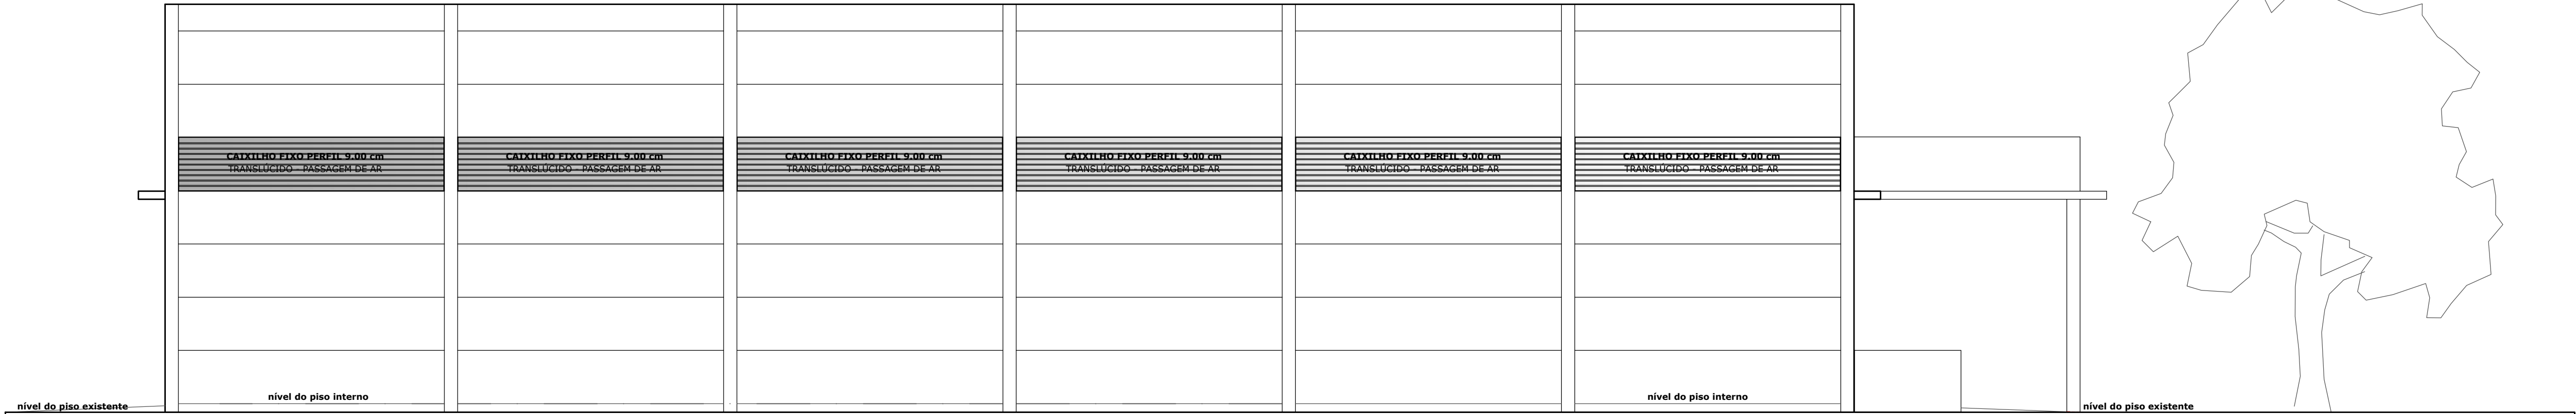 CAIXILHO FIXO PERFIL 9.00 cm
TRANSLÚCIDO - PASSAGEM DE AR
CAIXILHO FIXO PERFIL 9.00 cm
TRANSLÚCIDO - PASSAGEM DE AR
CAIXILHO FIXO PERFIL 9.00 cm
TRANSLÚCIDO - PASSAGEM DE AR
CAIXILHO FIXO PERFIL 9.00 cm
TRANSLÚCIDO - PASSAGEM DE AR
CAIXILHO FIXO PERFIL 9.00 cm
TRANSLÚCIDO - PASSAGEM DE AR
CAIXILHO FIXO PERFIL 9.00 cm
TRANSLÚCIDO - PASSAGEM DE AR
nível do piso interno
nível do piso interno
nível do piso existente
nível do piso existente